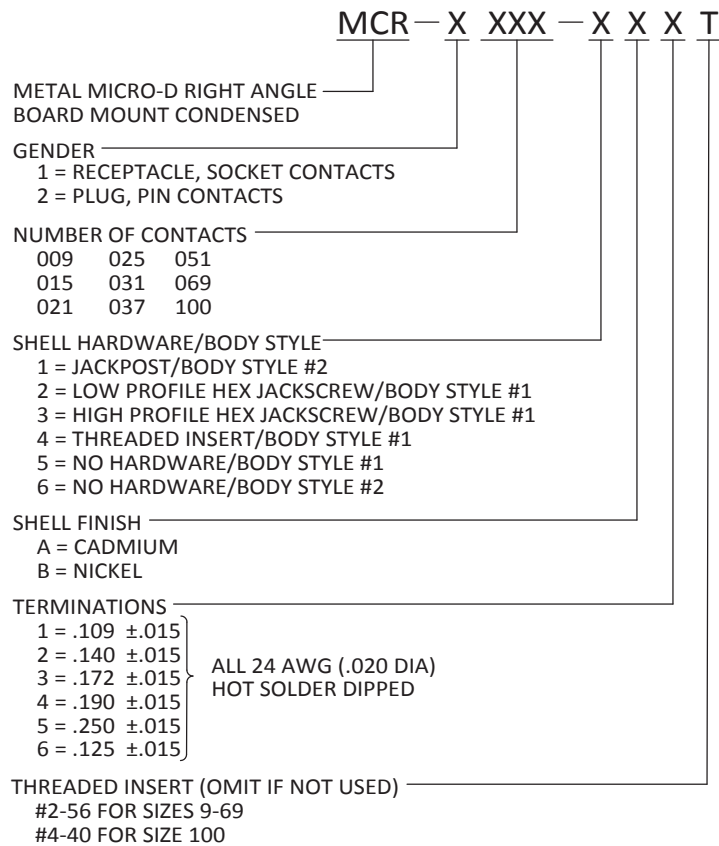 MCR — X XXX — X X X T
METAL MICRO-D RIGHT ANGLE
BOARD MOUNT CONDENSED
GENDER
1 = RECEPTACLE, SOCKET CONTACTS
2 = PLUG, PIN CONTACTS
NUMBER OF CONTACTS
009 025 051
015 031 069
021 037 100
SHELL HARDWARE/BODY STYLE
1 = JACKPOST/BODY STYLE #2
2 = LOW PROFILE HEX JACKSCREW/BODY STYLE #1
3 = HIGH PROFILE HEX JACKSCREW/BODY STYLE #1
4 = THREADED INSERT/BODY STYLE #1
5 = NO HARDWARE/BODY STYLE #1
6 = NO HARDWARE/BODY STYLE #2
SHELL FINISH
A = CADMIUM
B = NICKEL
TERMINATIONS
1 = .109 ±.015
2 = .140 ±.015
3 = .172 ±.015
4 = .190 ±.015
5 = .250 ±.015
6 = .125 ±.015
ALL 24 AWG (.020 DIA)
HOT SOLDER DIPPED
THREADED INSERT (OMIT IF NOT USED)
#2-56 FOR SIZES 9-69
#4-40 FOR SIZE 100